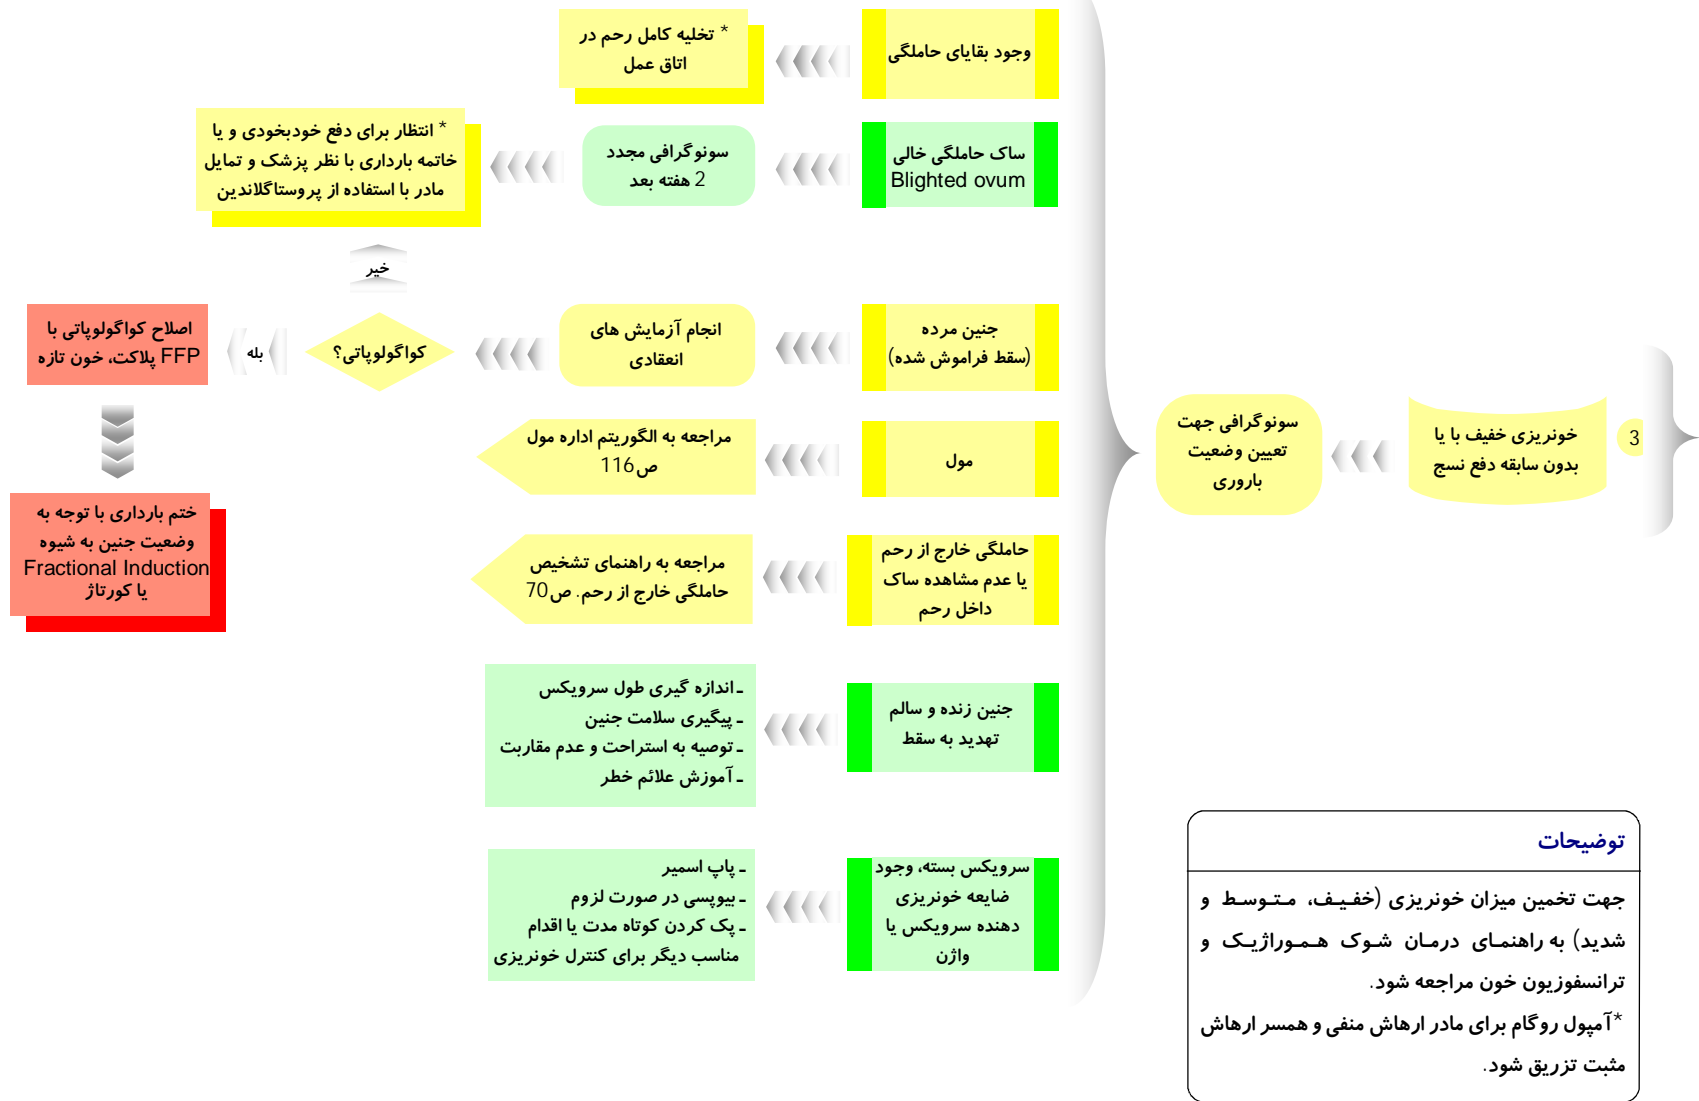 3
خونریزی خفیف با یا
بدون سابقه دفع نسج
سونوگرافی جهت
تعیین وضعیت
باروری
وجود بقایای حاملگی
* تخلیه کامل رحم در
اتاق عمل
ساک حاملگی خالی
Blighted ovum
سونوگرافی مجدد
2 هفته بعد
* انتظار برای دفع خودبخودی و یا
خاتمه بارداری با نظر پزشک و تمایل
مادر با استفاده از پروستاگلاندین
جنین مرده
(سقط فراموش شده)
انجام آزمایش های
انعقادی
کواگولوپاتی؟
خیر
بله
اصلاح کواگولوپاتی با
FFP پلاکت، خون تازه
ختم بارداری با توجه به
وضعیت جنین به شیوه
Fractional Induction
یا کورتاژ
مول
مراجعه به الگوریتم اداره مول
ص116
حاملگی خارج از رحم
یا عدم مشاهده ساک
داخل رحم
مراجعه به راهنمای تشخیص
حاملگی خارج از رحم. ص70
جنین زنده و سالم
تهدید به سقط
ـ اندازه گیری طول سرویکس
ـ پیگیری سلامت جنین
ـ توصیه به استراحت و عدم مقاربت
ـ آموزش علائم خطر
سرویکس بسته، وجود
ضایعه خونریزی
دهنده سرویکس یا
واژن
ـ پاپ اسمیر
ـ بیوپسی در صورت لزوم
ـ پک کردن کوتاه مدت یا اقدام
مناسب دیگر برای کنترل خونریزی
توضیحات
جهت تخمین میزان خونریزی (خفیـف، متـوسـط و
شدید) به راهنمـای درمـان شـوک همـوراژیـک و
ترانسفوزیون خون مراجعه شود.
*آمپول روگام برای مادر ارهاش منفی و همسر ارهاش
مثبت تزریق شود.